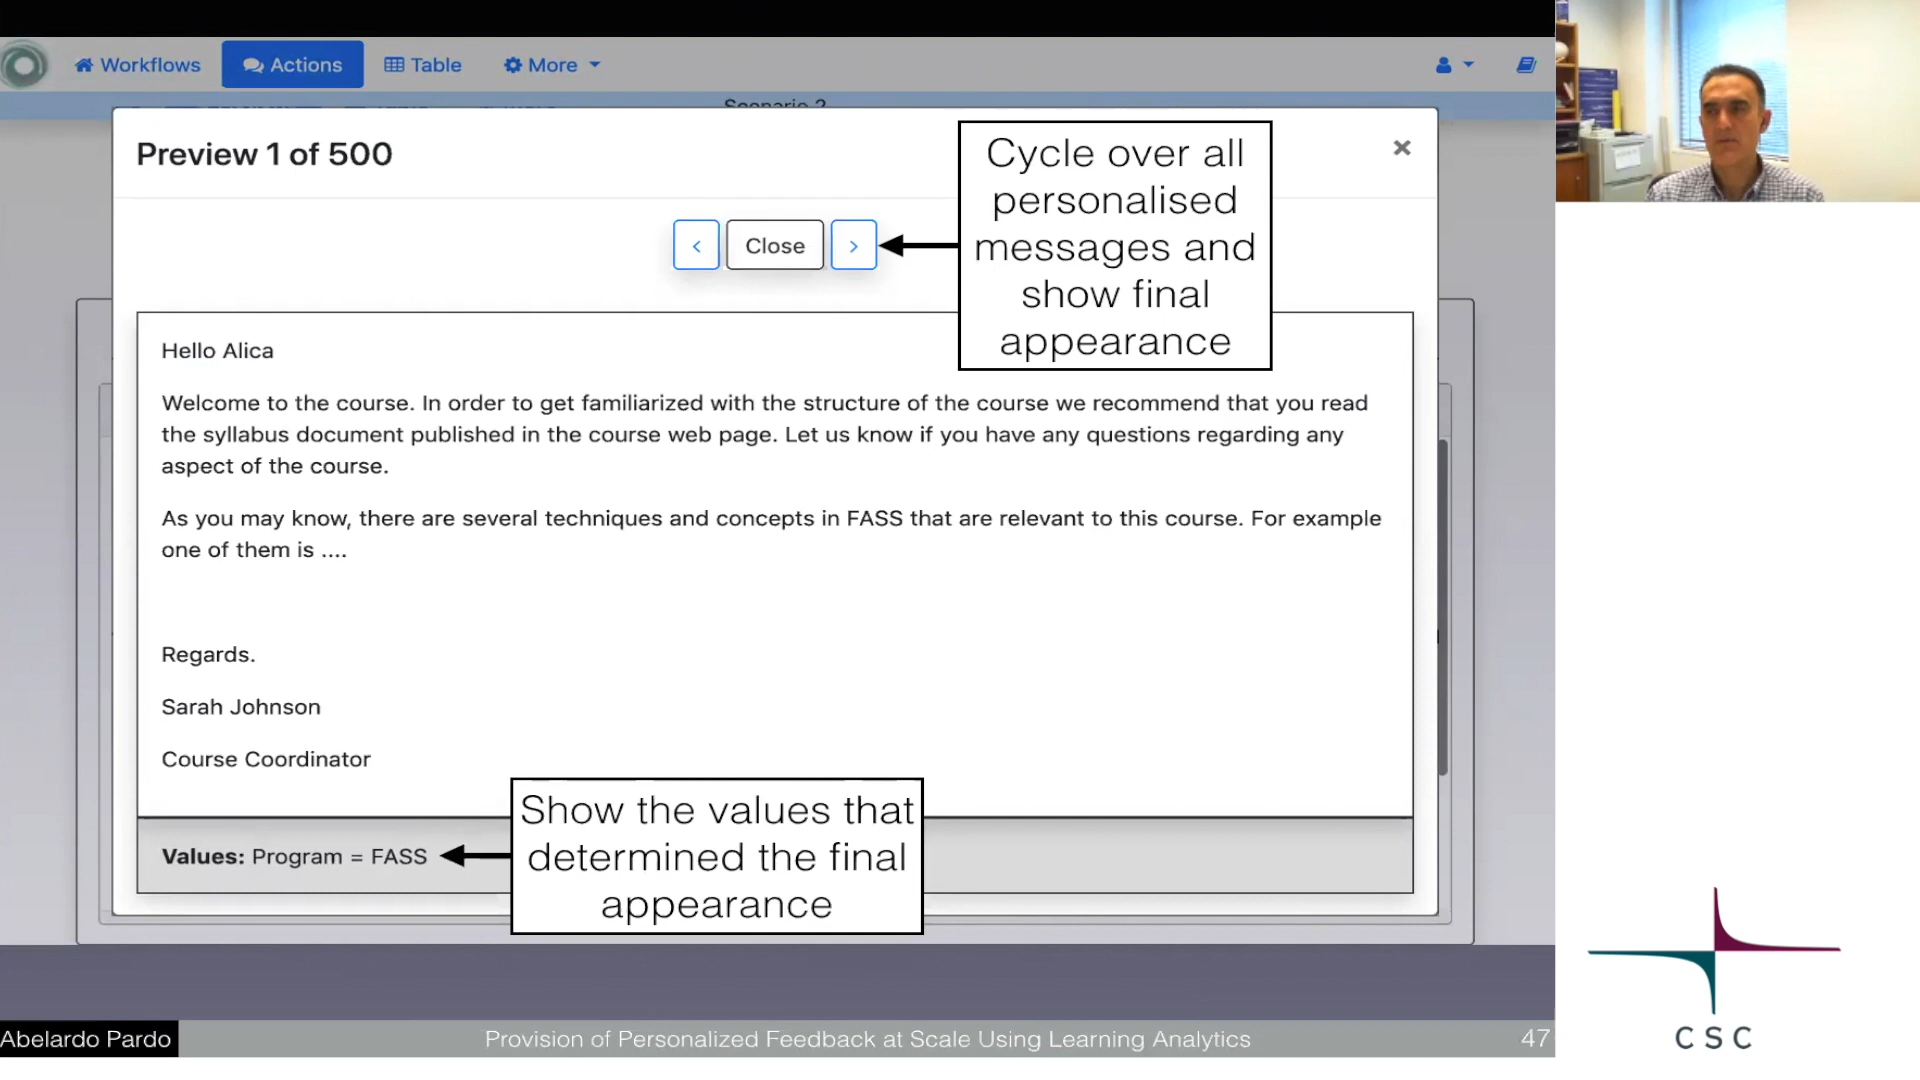 Workflows
Actions
Table
More
Scenario 2
Preview 1 of 500
×
<
Close
>
Cycle over all
personalised
messages and
show final
appearance
Hello Alica
Welcome to the course. In order to get familiarized with the structure of the course we recommend that you read
the syllabus document published in the course web page. Let us know if you have any questions regarding any
aspect of the course.
As you may know, there are several techniques and concepts in FASS that are relevant to this course. For example
one of them is ....
Regards.
Sarah Johnson
Course Coordinator
Values: Program = FASS
Show the values that
determined the final
appearance
Abelardo Pardo
Provision of Personalized Feedback at Scale Using Learning Analytics
47
CSC